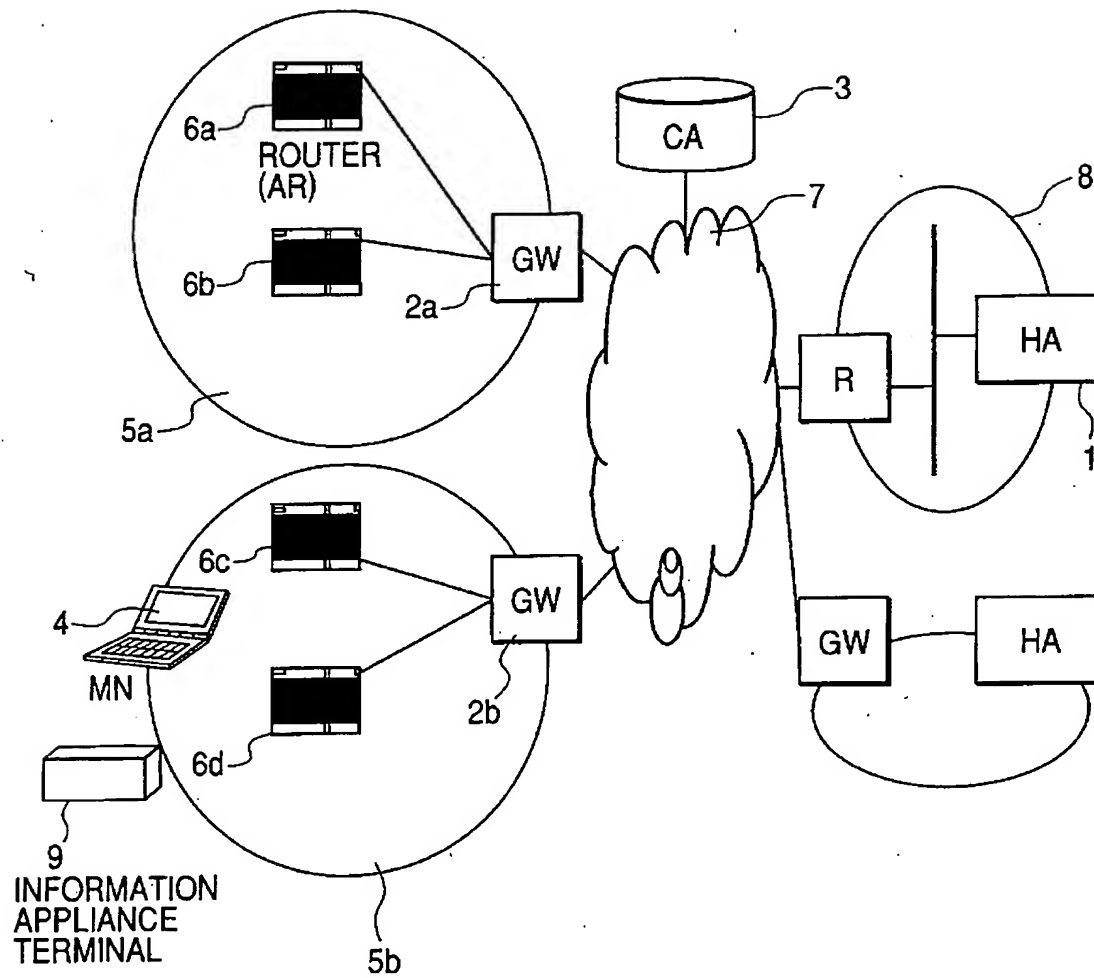 6a
ROUTER
(AR)
6b
GW
2a
5a
CA
3
7
8
R
HA
1
6c
4
MN
GW
2b
6d
9
INFORMATION
APPLIANCE
TERMINAL
5b
GW
HA